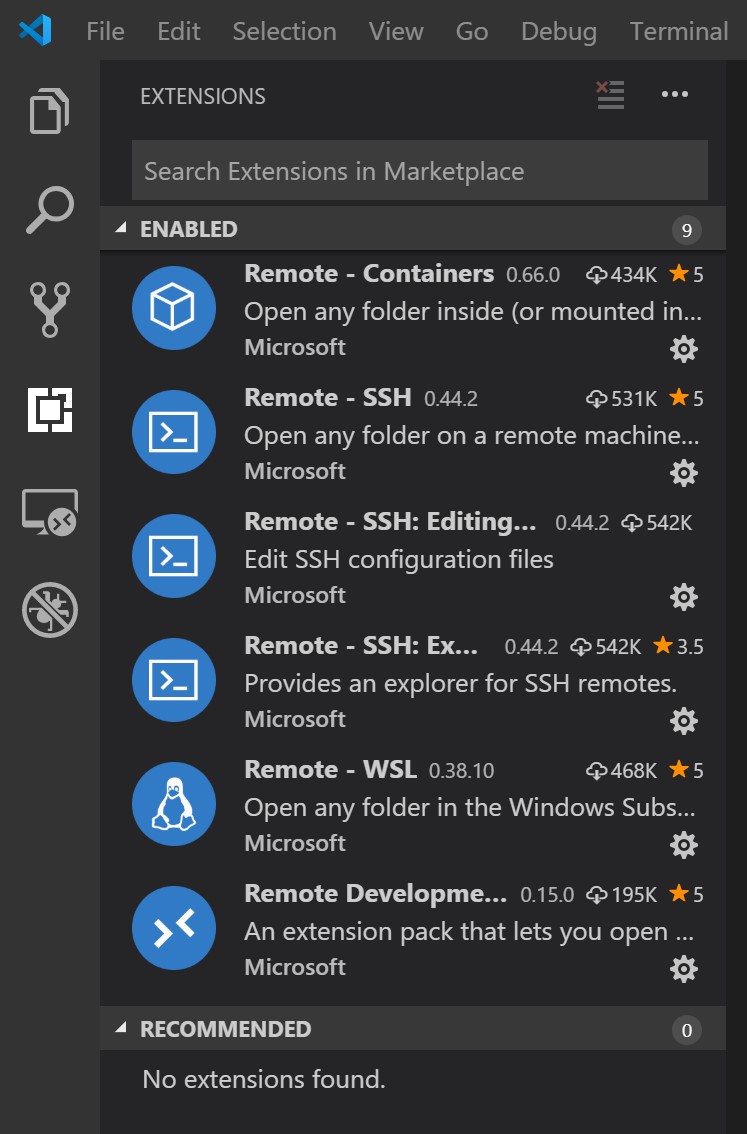 File Edit Selection View Go Debug Terminal
EXTENSIONS
Search Extensions in Marketplace
ENABLED 9
Remote - Containers 0.66.0 434K 5
Open any folder inside (or mounted in...
Microsoft
Remote - SSH 0.44.2 531K 5
Open any folder on a remote machine...
Microsoft
Remote - SSH: Editing... 0.44.2 542K
Edit SSH configuration files
Microsoft
Remote - SSH: Ex... 0.44.2 542K 3.5
Provides an explorer for SSH remotes.
Microsoft
Remote - WSL 0.38.10 468K 5
Open any folder in the Windows Subs...
Microsoft
Remote Developme... 0.15.0 195K 5
An extension pack that lets you open ...
Microsoft
RECOMMENDED 0
No extensions found.